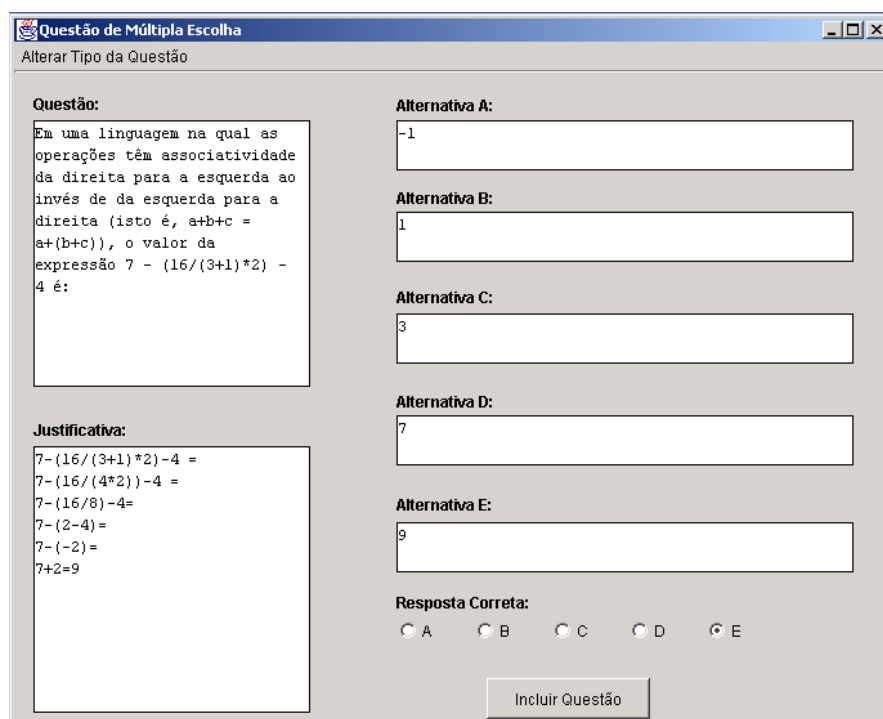 Questão de Múltipla Escolha
Alterar Tipo da Questão
Questão:
Em uma linguagem na qual as
operações têm associatividade
da direita para a esquerda ao
invés de da esquerda para a
direita (isto é, a+b+c =
a+(b+c)), o valor da
expressão 7 - (16/(3+1)*2) -
4 é:
Justificativa:
7-(16/(3+1)*2)-4 =
7-(16/(4*2))-4 =
7-(16/8)-4=
7-(2-4)=
7-(-2)=
7+2=9
Alternativa A:
-1
Alternativa B:
1
Alternativa C:
3
Alternativa D:
7
Alternativa E:
9
Resposta Correta:
A B C D E
Incluir Questão